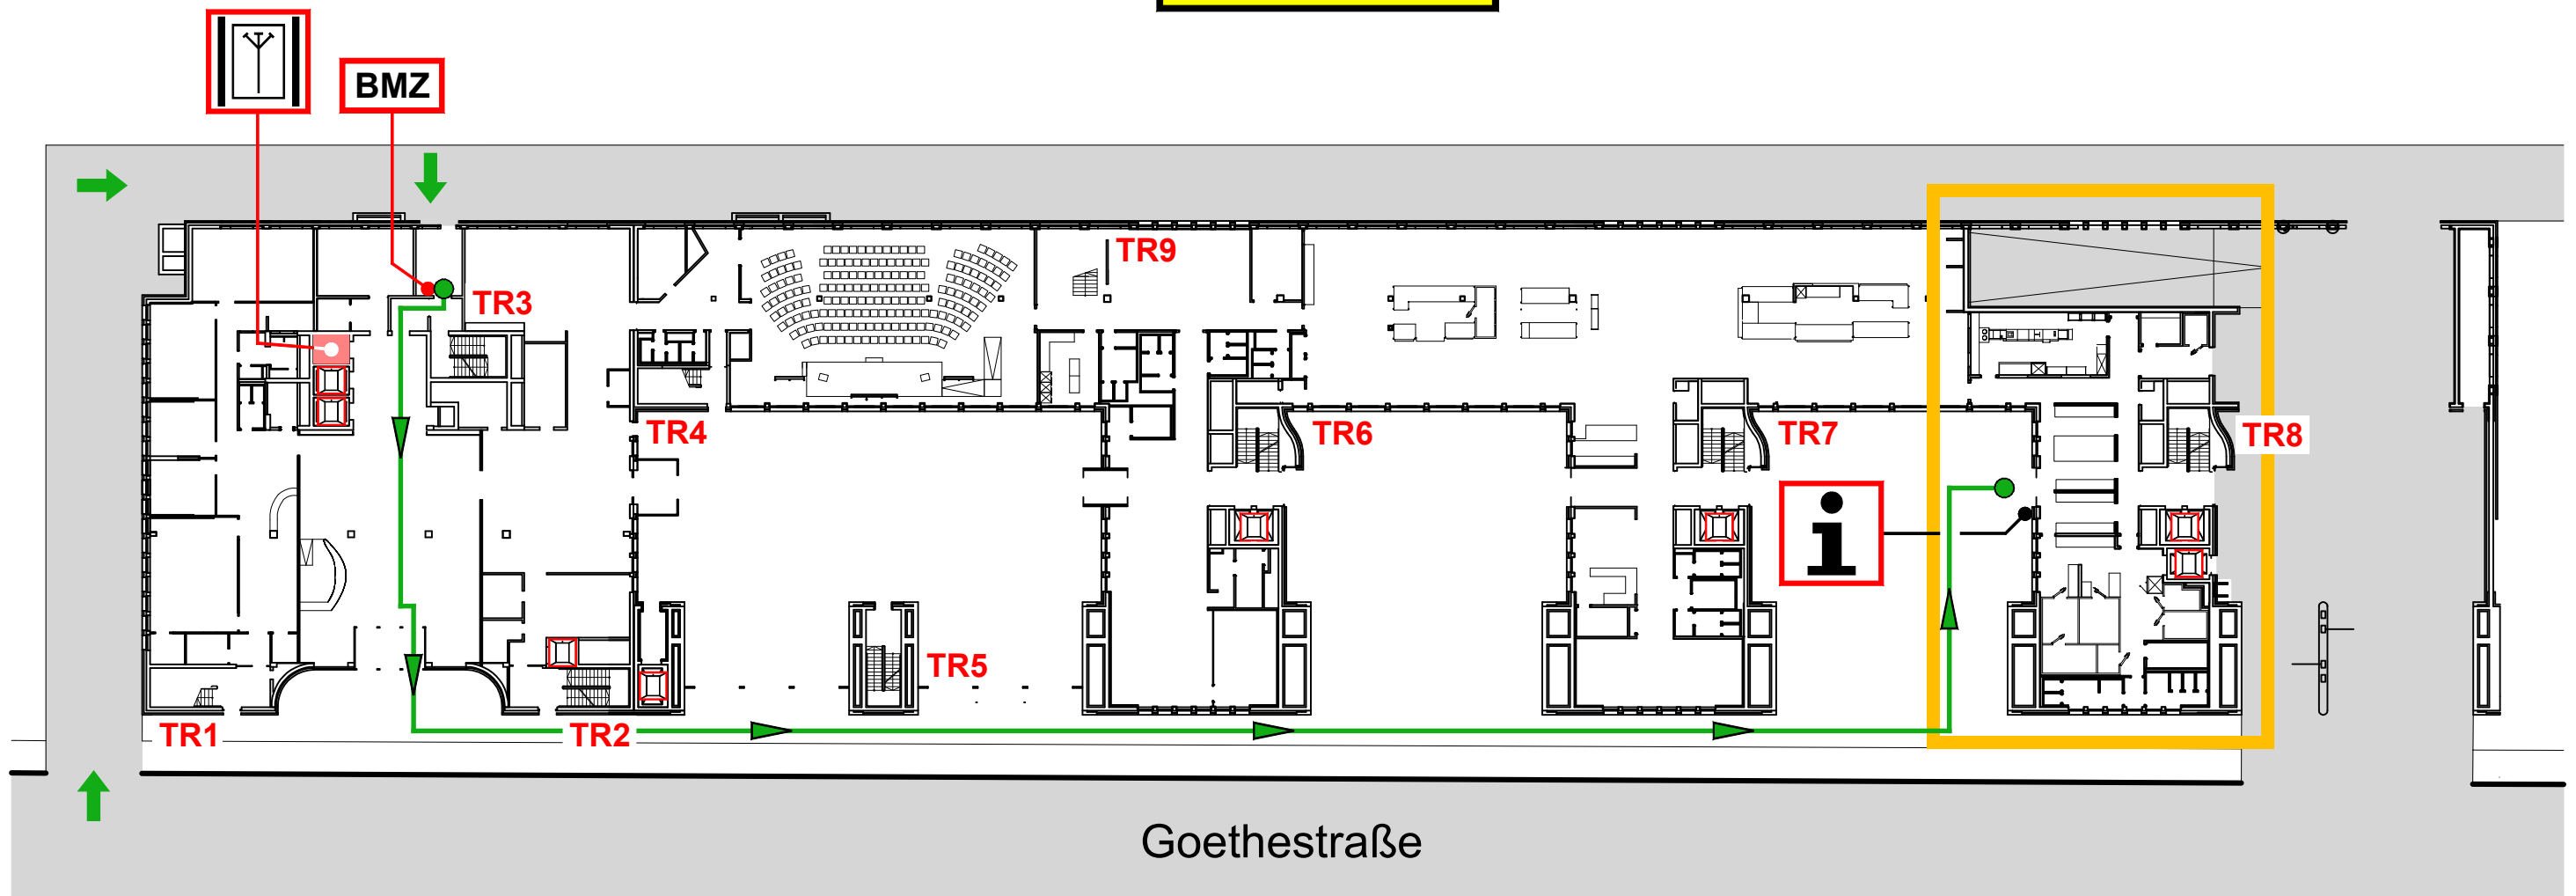 BMZ
TR9
TR3
TR4
TR6
TR7
TR8
i
TR5
TR1
TR2
Goethestraße